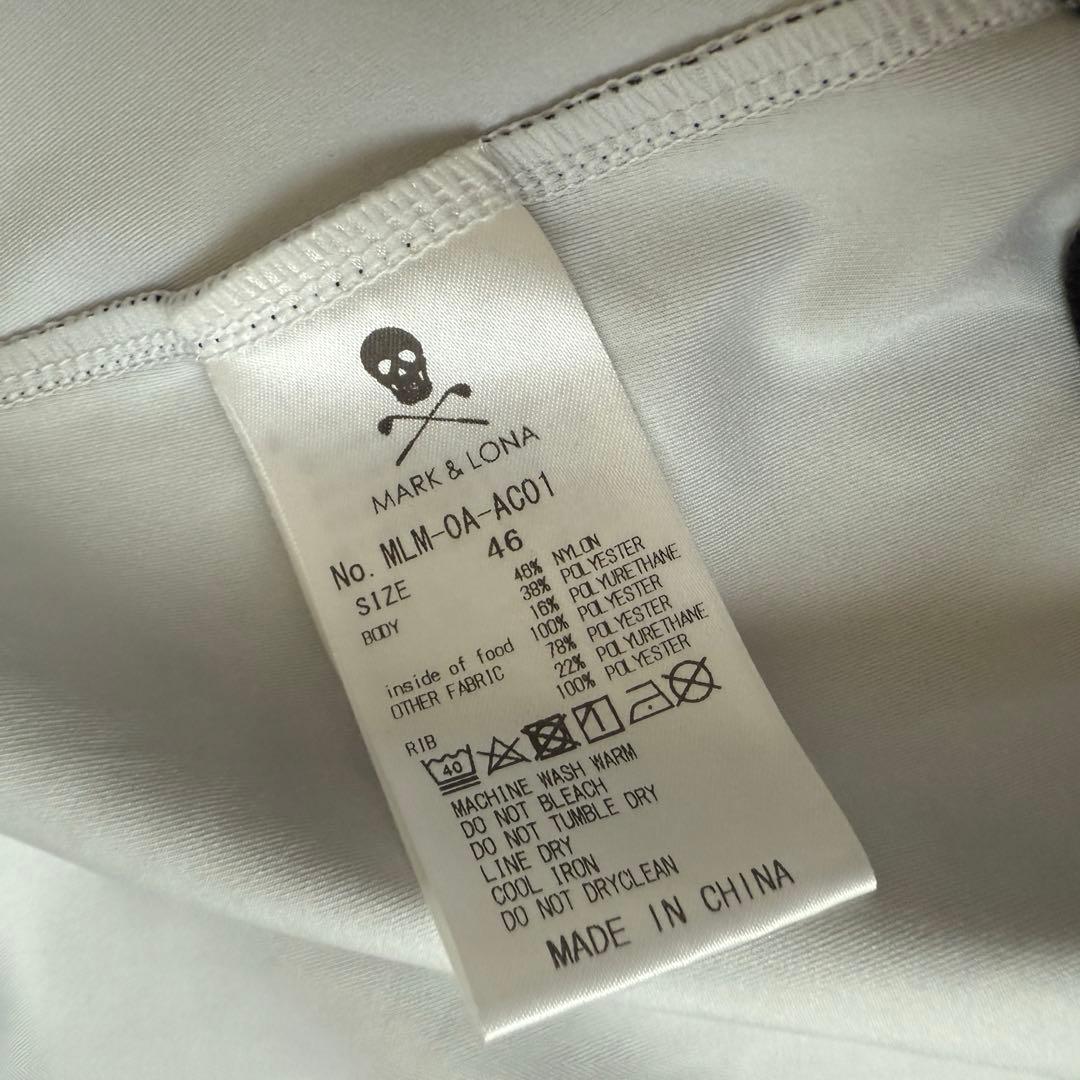 MARK & LONA
No. MLM-0A-AC01
SIZE 46
BODY 46% NYLON
38% POLYESTER
16% POLYURETHANE
inside of food 100% POLYESTER
OTHER FABRIC 78% POLYESTER
22% POLYURETHANE
RIB 100% POLYESTER
40
MACHINE WASH WARM
DO NOT BLEACH
DO NOT TUMBLE DRY
LINE DRY
COOL IRON
DO NOT DRYCLEAN
MADE IN CHINA